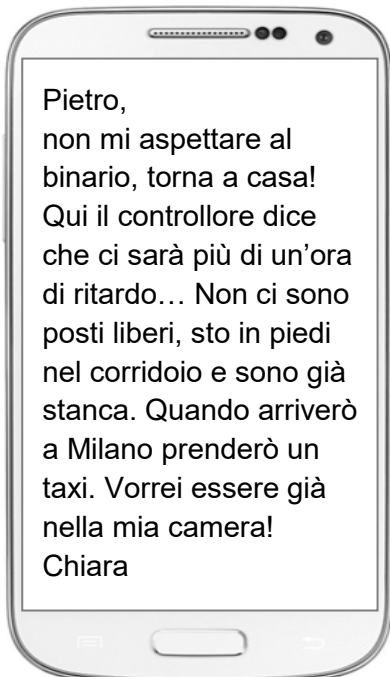 Pietro,
non mi aspettare al
binario, torna a casa!
Qui il controllore dice
che ci sarà più di un’ora
di ritardo… Non ci sono
posti liberi, sto in piedi
nel corridoio e sono già
stanca. Quando arriverò
a Milano prenderò un
taxi. Vorrei essere già
nella mia camera!
Chiara